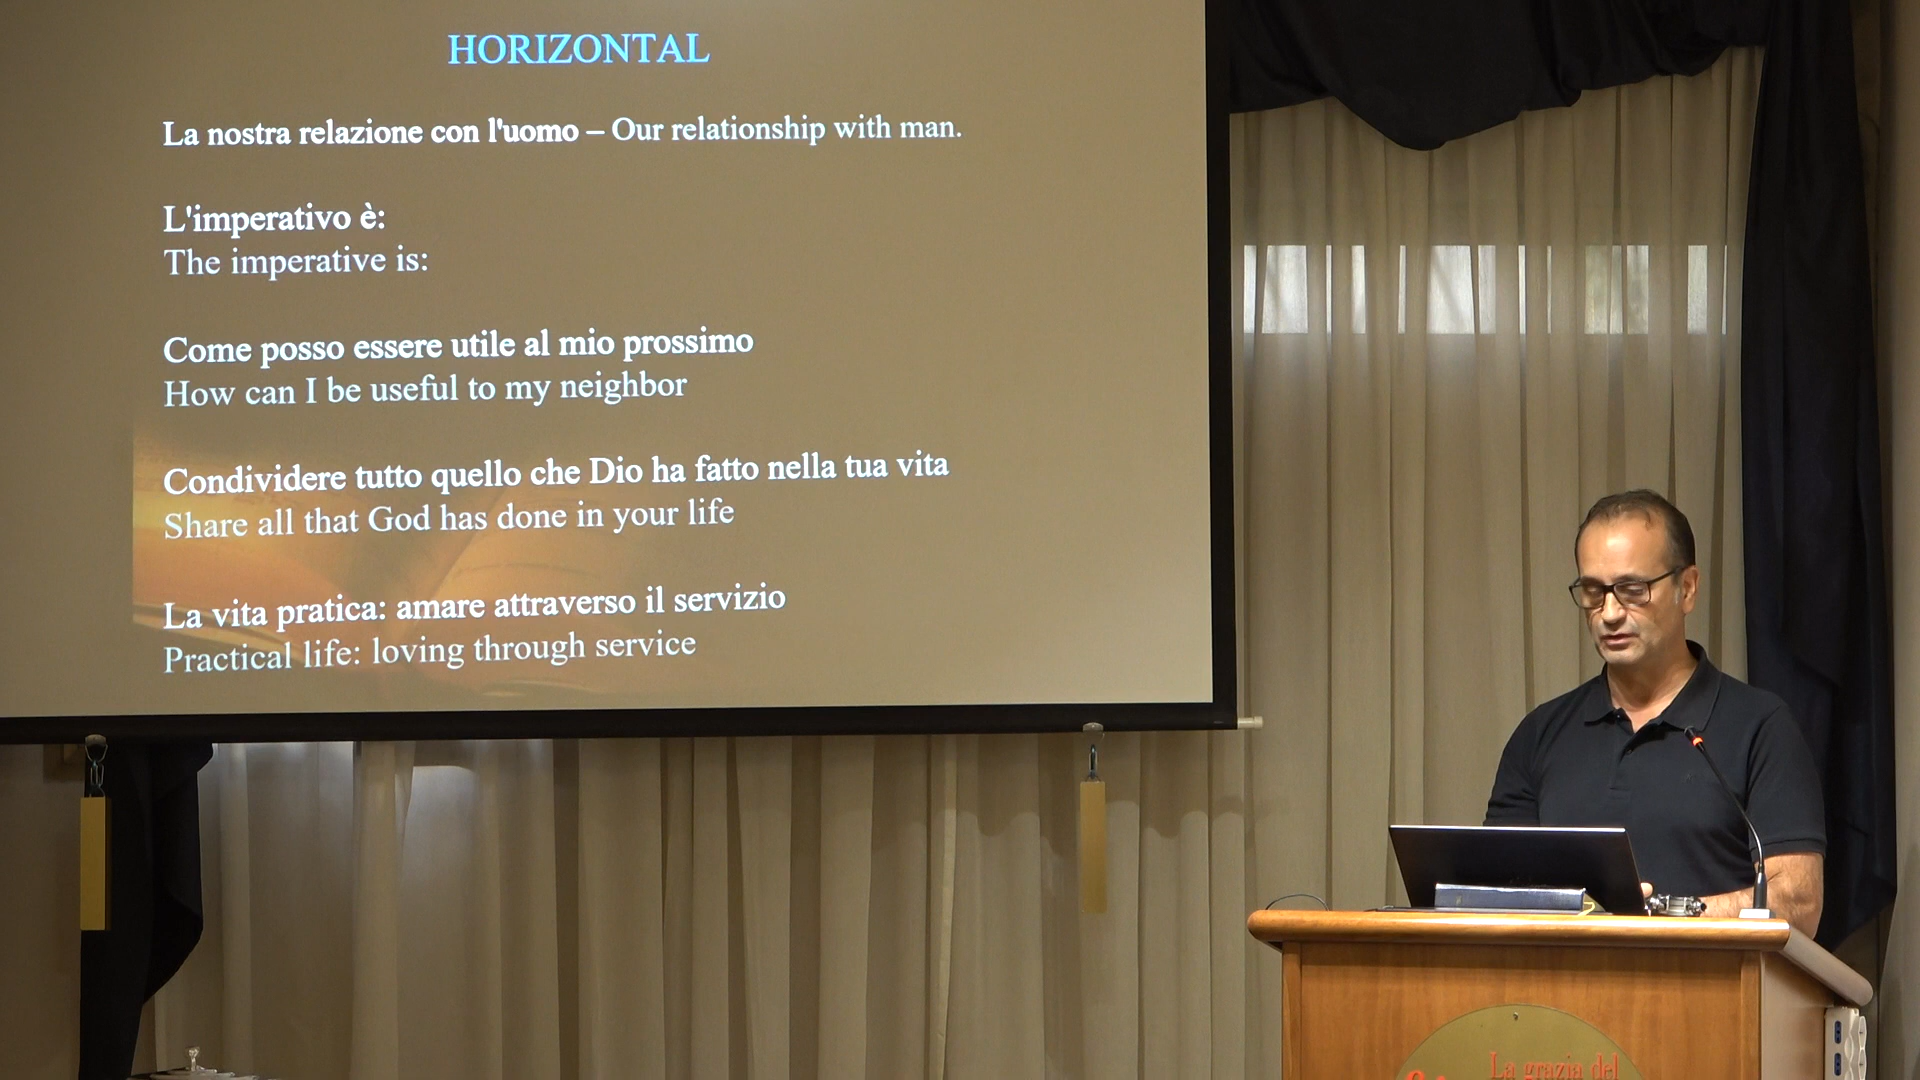 HORIZONTAL
La nostra relazione con l'uomo – Our relationship with man.
L'imperativo è:
The imperative is:
Come posso essere utile al mio prossimo
How can I be useful to my neighbor
Condividere tutto quello che Dio ha fatto nella tua vita
Share all that God has done in your life
La vita pratica: amare attraverso il servizio
Practical life: loving through service
La grazia del